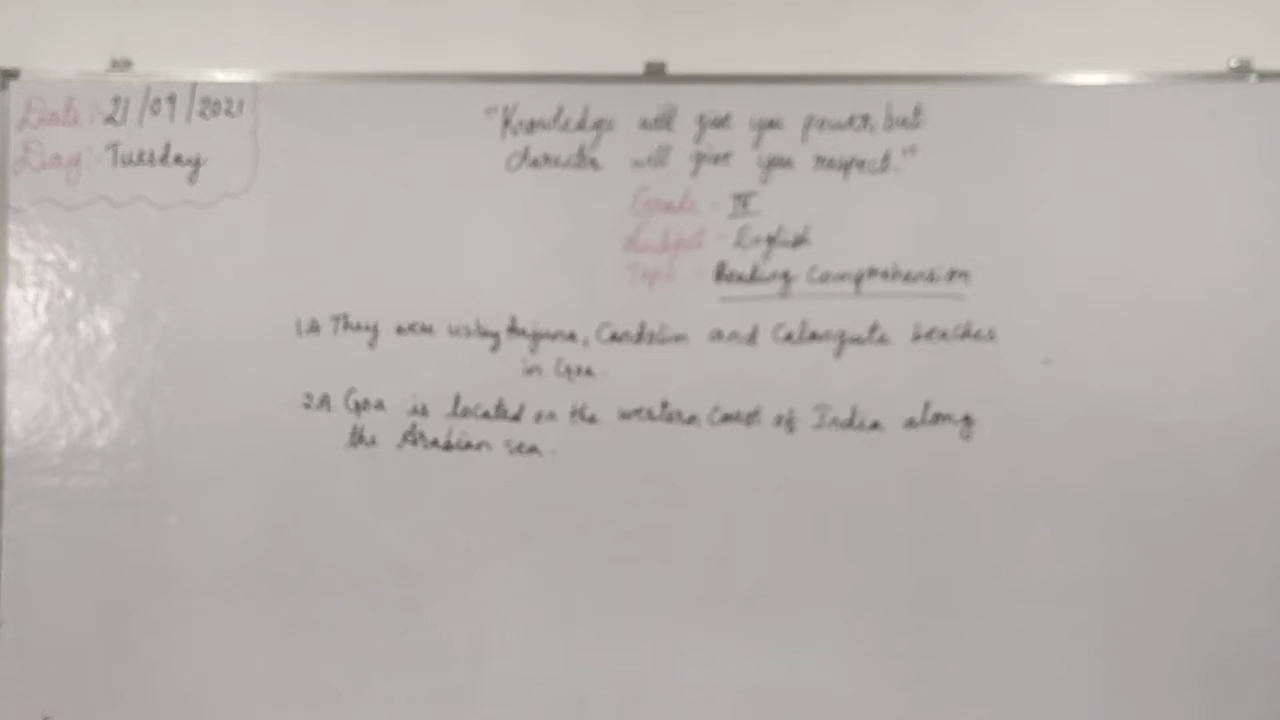 Date:- 21/09/2021
Day:- Tuesday
"Knowledge will give you power, but
character will give you respect."
Grade - IV
Subject - English
Topic - Reading Comprehension
1.A They were Anjuna, Candolim and Calangute beaches
in Goa.
2.A Goa is located on the western coast of India along
the Arabian sea.